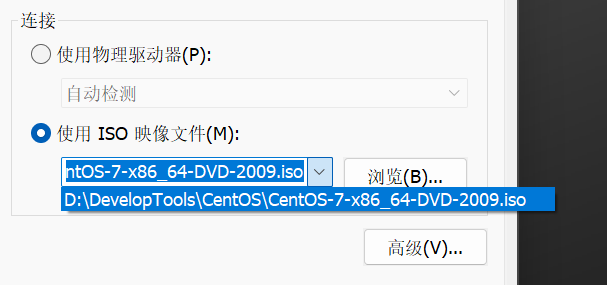 连接
使用物理驱动器(P):
自动检测
使用 ISO 映像文件(M):
ntOS-7-x86_64-DVD-2009.iso
浏览(B)...
D:\DevelopTools\CentOS\CentOS-7-x86_64-DVD-2009.iso
高级(V)...